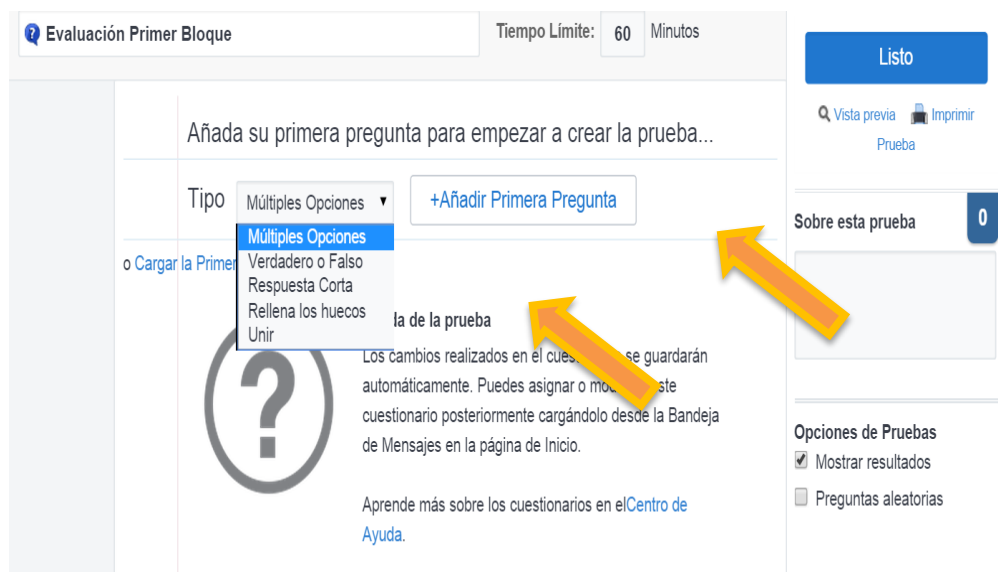 Evaluación Primer Bloque
Tiempo Límite: 60 Minutos
Listo
Vista previa Imprimir
Prueba
Añada su primera pregunta para empezar a crear la prueba...
Tipo Múltiples Opciones +Añadir Primera Pregunta
Múltiples Opciones
Verdadero o Falso
Respuesta Corta
Rellena los huecos
Unir
o Cargar la Primer
Sobre esta prueba 0
de la prueba
Los cambios realizados en el se guardarán
automáticamente. Puedes asignar o
cuestionario posteriormente cargándolo desde la Bandeja
de Mensajes en la página de Inicio.
Aprende más sobre los cuestionarios en elCentro de
Ayuda.
Opciones de Pruebas
Mostrar resultados
Preguntas aleatorias